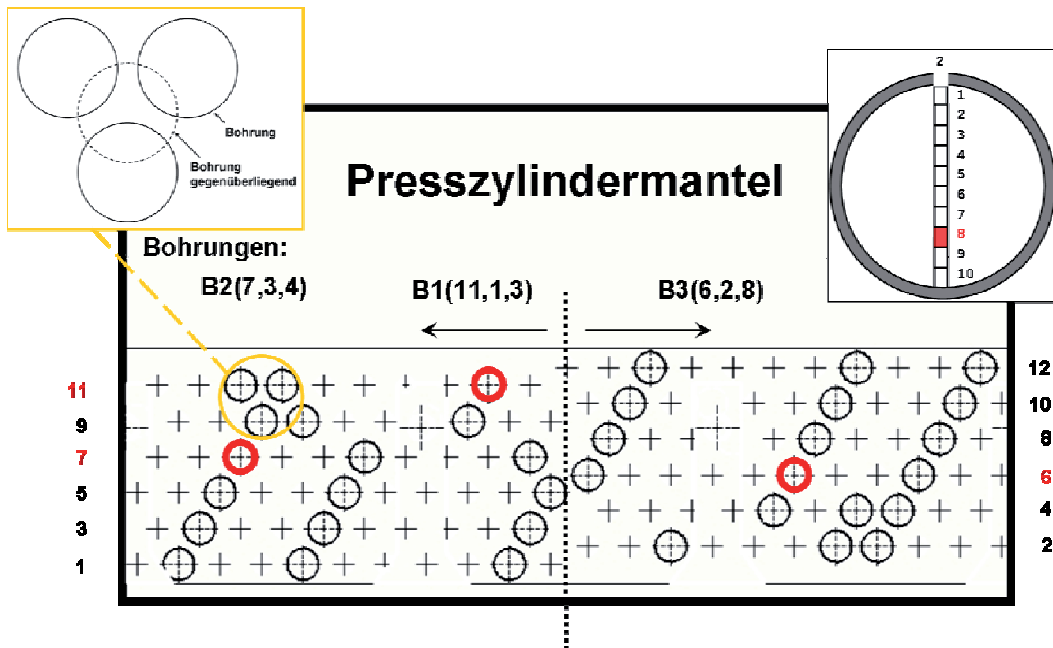 Bohrung
Bohrung
gegenüberliegend
2
1
2
3
4
5
6
7
8
9
10
Presszylindermantel
Bohrungen:
B2(7,3,4)
B1(11,1,3)
B3(6,2,8)
11
9
7
5
3
1
12
10
8
6
4
2